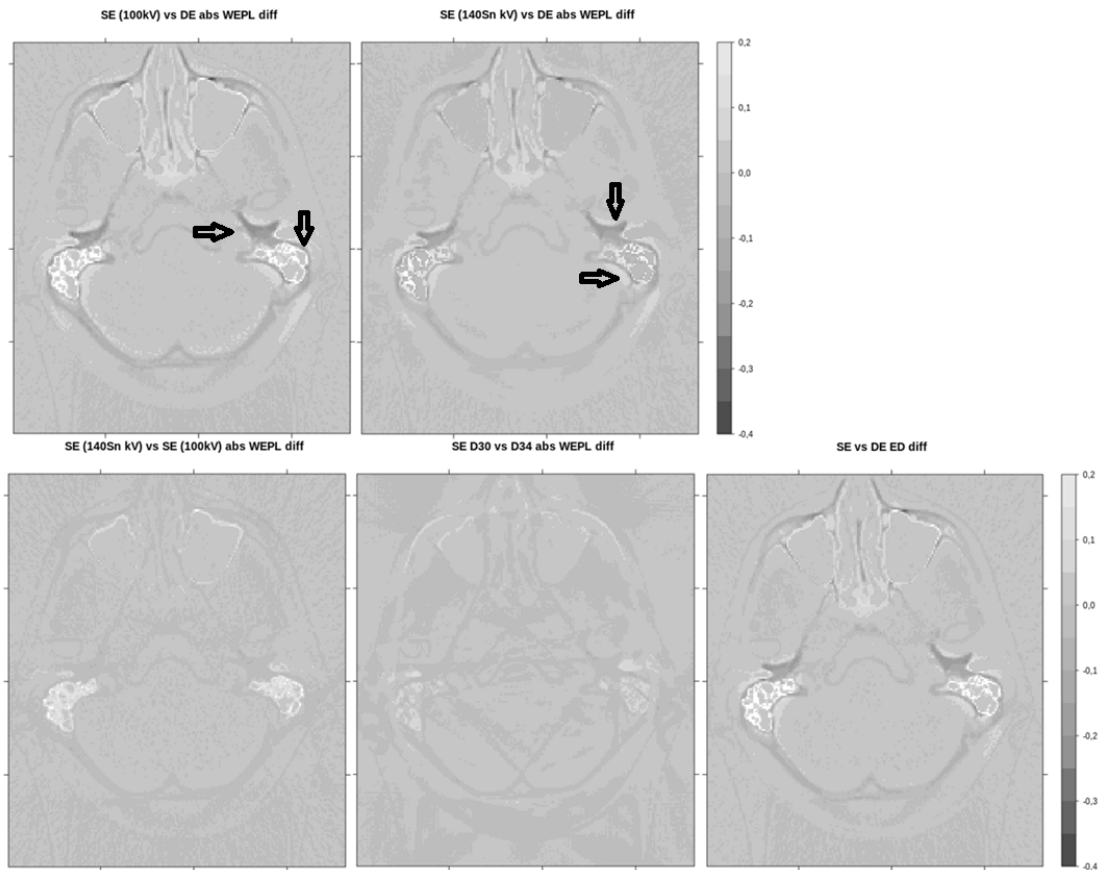 SE (100kV) vs DE abs WEPL diff
SE (140Sn kV) vs DE abs WEPL diff
0,2
0,1
0,0
-0,1
-0,2
-0,3
-0,4
SE (140Sn kV) vs SE (100kV) abs WEPL diff
SE D30 vs D34 abs WEPL diff
SE vs DE ED diff
0,2
0,1
0,0
-0,1
-0,2
-0,3
-0,4